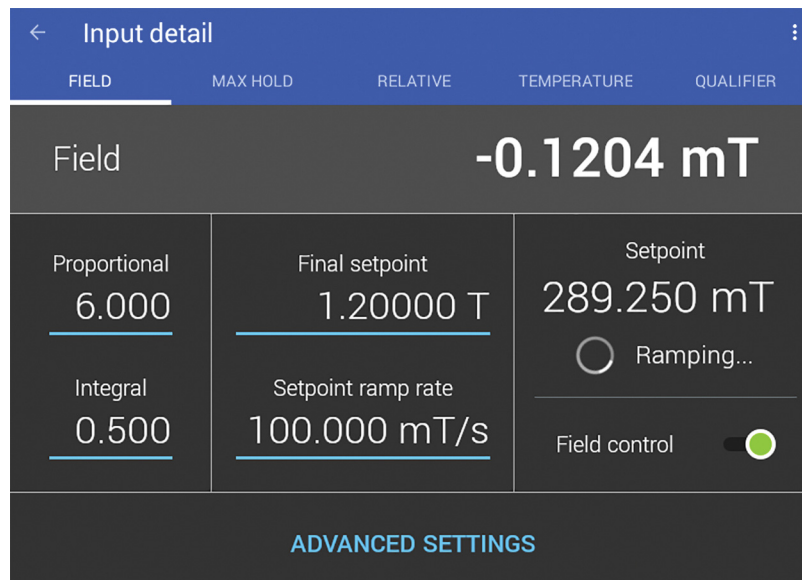 Input detail
FIELD MAX HOLD RELATIVE TEMPERATURE QUALIFIER
Field -0.1204 mT
Proportional
6.000
Integral
0.500
Final setpoint
1.20000 T
Setpoint ramp rate
100.000 mT/s
Setpoint
289.250 mT
Ramping...
Field control
ADVANCED SETTINGS